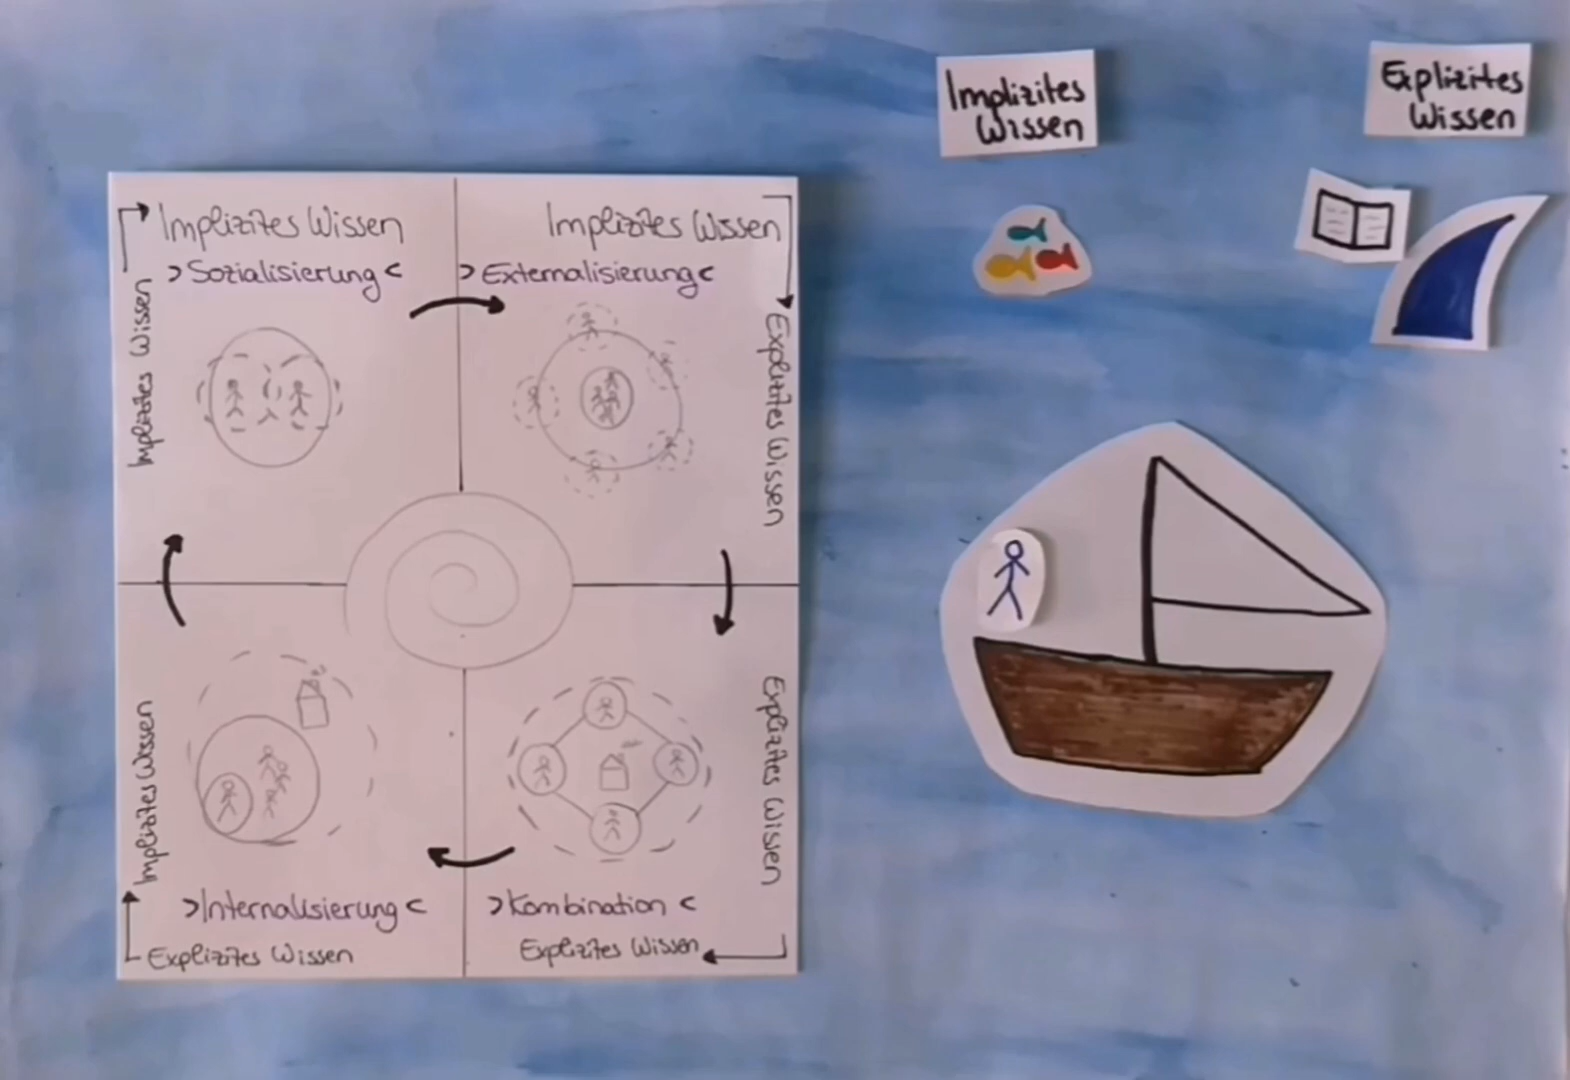 Implizites Wissen
>Sozialisierung<
Implizites Wissen
Implizites Wissen
>Externalisierung<
Explizites Wissen
Implizites Wissen
>Internalisierung<
Explizites Wissen
Explizites Wissen
>Kombination<
Explizites Wissen
Implizites
Wissen
Explizites
Wissen